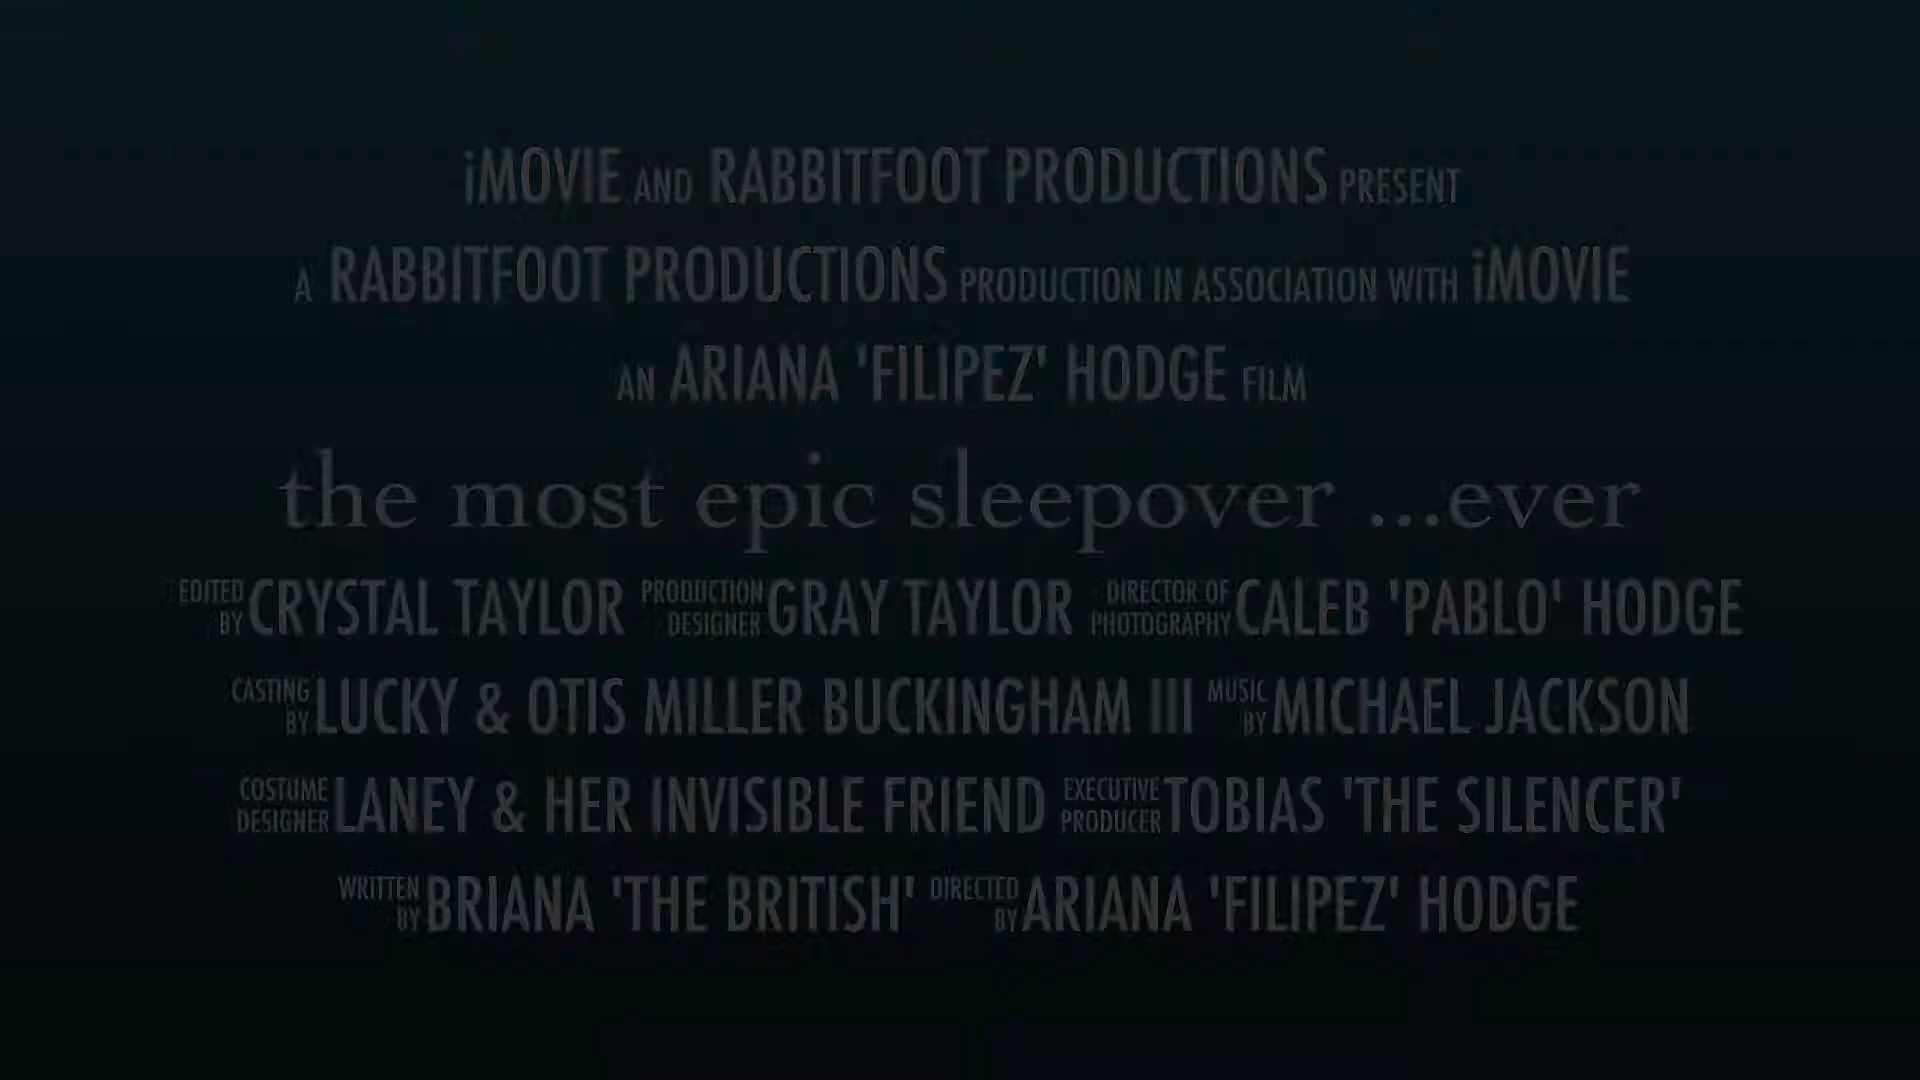 iMOVIE AND RABBITFOOT PRODUCTIONS PRESENT
A RABBITFOOT PRODUCTIONS PRODUCTION IN ASSOCIATION WITH iMOVIE
AN ARIANA 'FILIPEZ' HODGE FILM
the most epic sleepover ...ever
EDITED BY CRYSTAL TAYLOR PRODUCTION DESIGNER GRAY TAYLOR DIRECTOR OF PHOTOGRAPHY CALEB 'PABLO' HODGE
CASTING BY LUCKY & OTIS MILLER BUCKINGHAM III MUSIC BY MICHAEL JACKSON
COSTUME DESIGNER LANEY & HER INVISIBLE FRIEND EXECUTIVE PRODUCER TOBIAS 'THE SILENCER'
WRITTEN BY BRIANA 'THE BRITISH' DIRECTED BY ARIANA 'FILIPEZ' HODGE